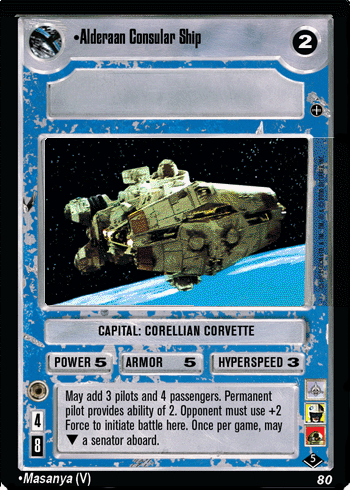 •Alderaan Consular Ship
2
CAPITAL: CORELLIAN CORVETTE
POWER 5
ARMOR 5
HYPERSPEED 3
May add 3 pilots and 4 passengers. Permanent
pilot provides ability of 2. Opponent must use +2
Force to initiate battle here. Once per game, may
▼ a senator aboard.
4
8
5
•Masanya (V)
80